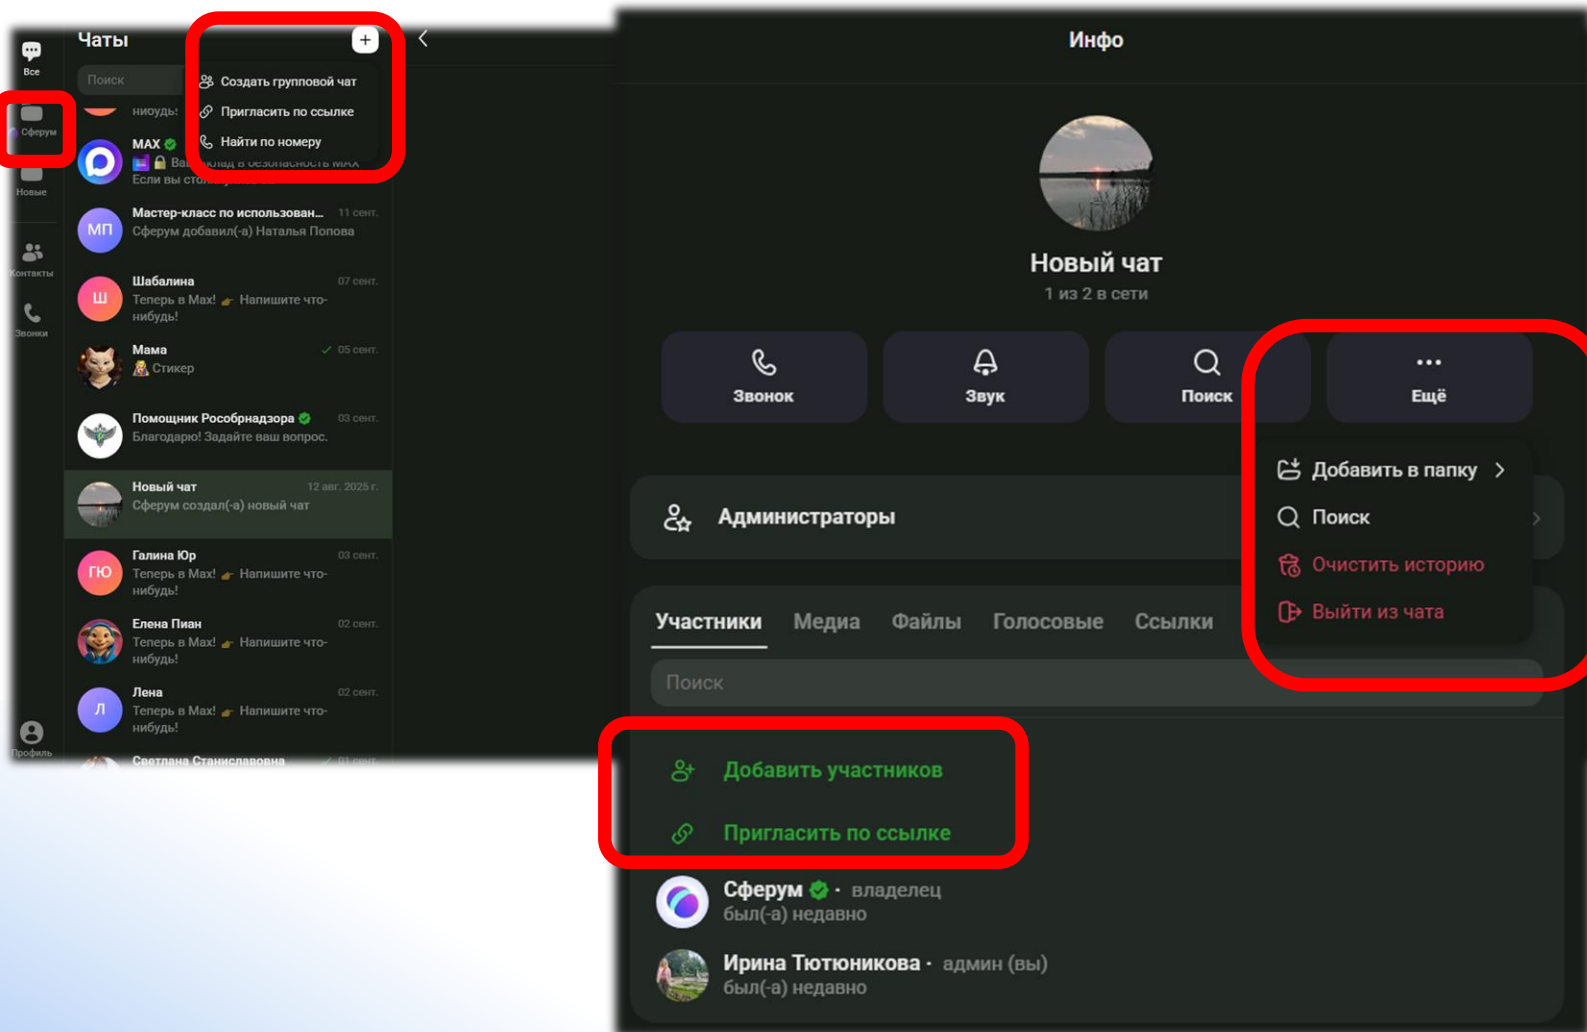 Чаты
Все
Поиск
Создать групповой чат
Пригласить по ссылке
Найти по номеру
Сферум
Новые
Контакты
Звонки
Профиль
нибудь!
MAX
в безопасность MAX
Если вы
Мастер-класс по использован... 11 сент.
МП
Сферум добавил(-а) Наталья Попова
Шабалина 07 сент.
Ш
Теперь в Max! Напишите что-
нибудь!
Мама 05 сент.
Стикер
Помощник Рособрнадзора 03 сент.
Благодарю! Задайте ваш вопрос.
Новый чат 12 авг. 2025 г.
Сферум создал(-а) новый чат
Галина Юр 03 сент.
ГЮ
Теперь в Max! Напишите что-
нибудь!
Елена Пиан 02 сент.
Теперь в Max! Напишите что-
нибудь!
Лена 02 сент.
Л
Теперь в Max! Напишите что-
нибудь!
Светлана Станиславовна 01 сент.
Инфо
Новый чат
1 из 2 в сети
Звонок
Звук
Поиск
Ещё
Добавить в папку
Поиск
Очистить историю
Выйти из чата
Администраторы
Участники Медиа Файлы Голосовые Ссылки
Поиск
Добавить участников
Пригласить по ссылке
Сферум · владелец
был(-а) недавно
Ирина Тютюникова · админ (вы)
был(-а) недавно